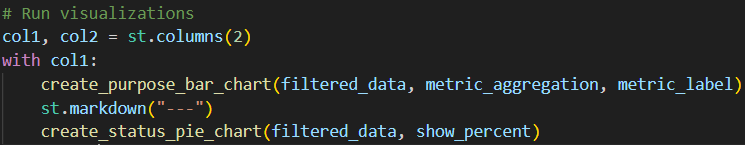 # Run visualizations
col1, col2 = st.columns(2)
with col1:
    create_purpose_bar_chart(filtered_data, metric_aggregation, metric_label)
    st.markdown("---")
    create_status_pie_chart(filtered_data, show_percent)